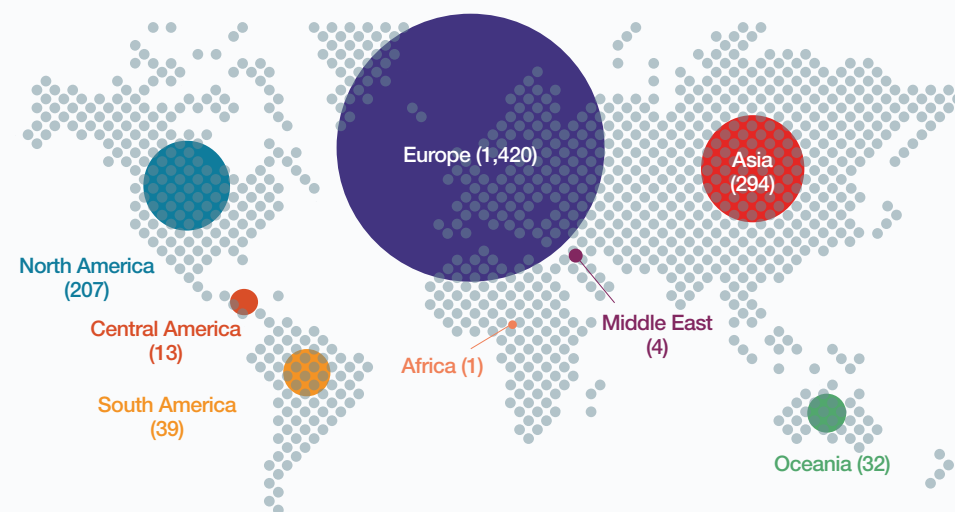 Europe (1,420)
Asia
(294)
North America
(207)
Central America
(13)
Middle East
(4)
Africa (1)
South America
(39)
Oceania (32)